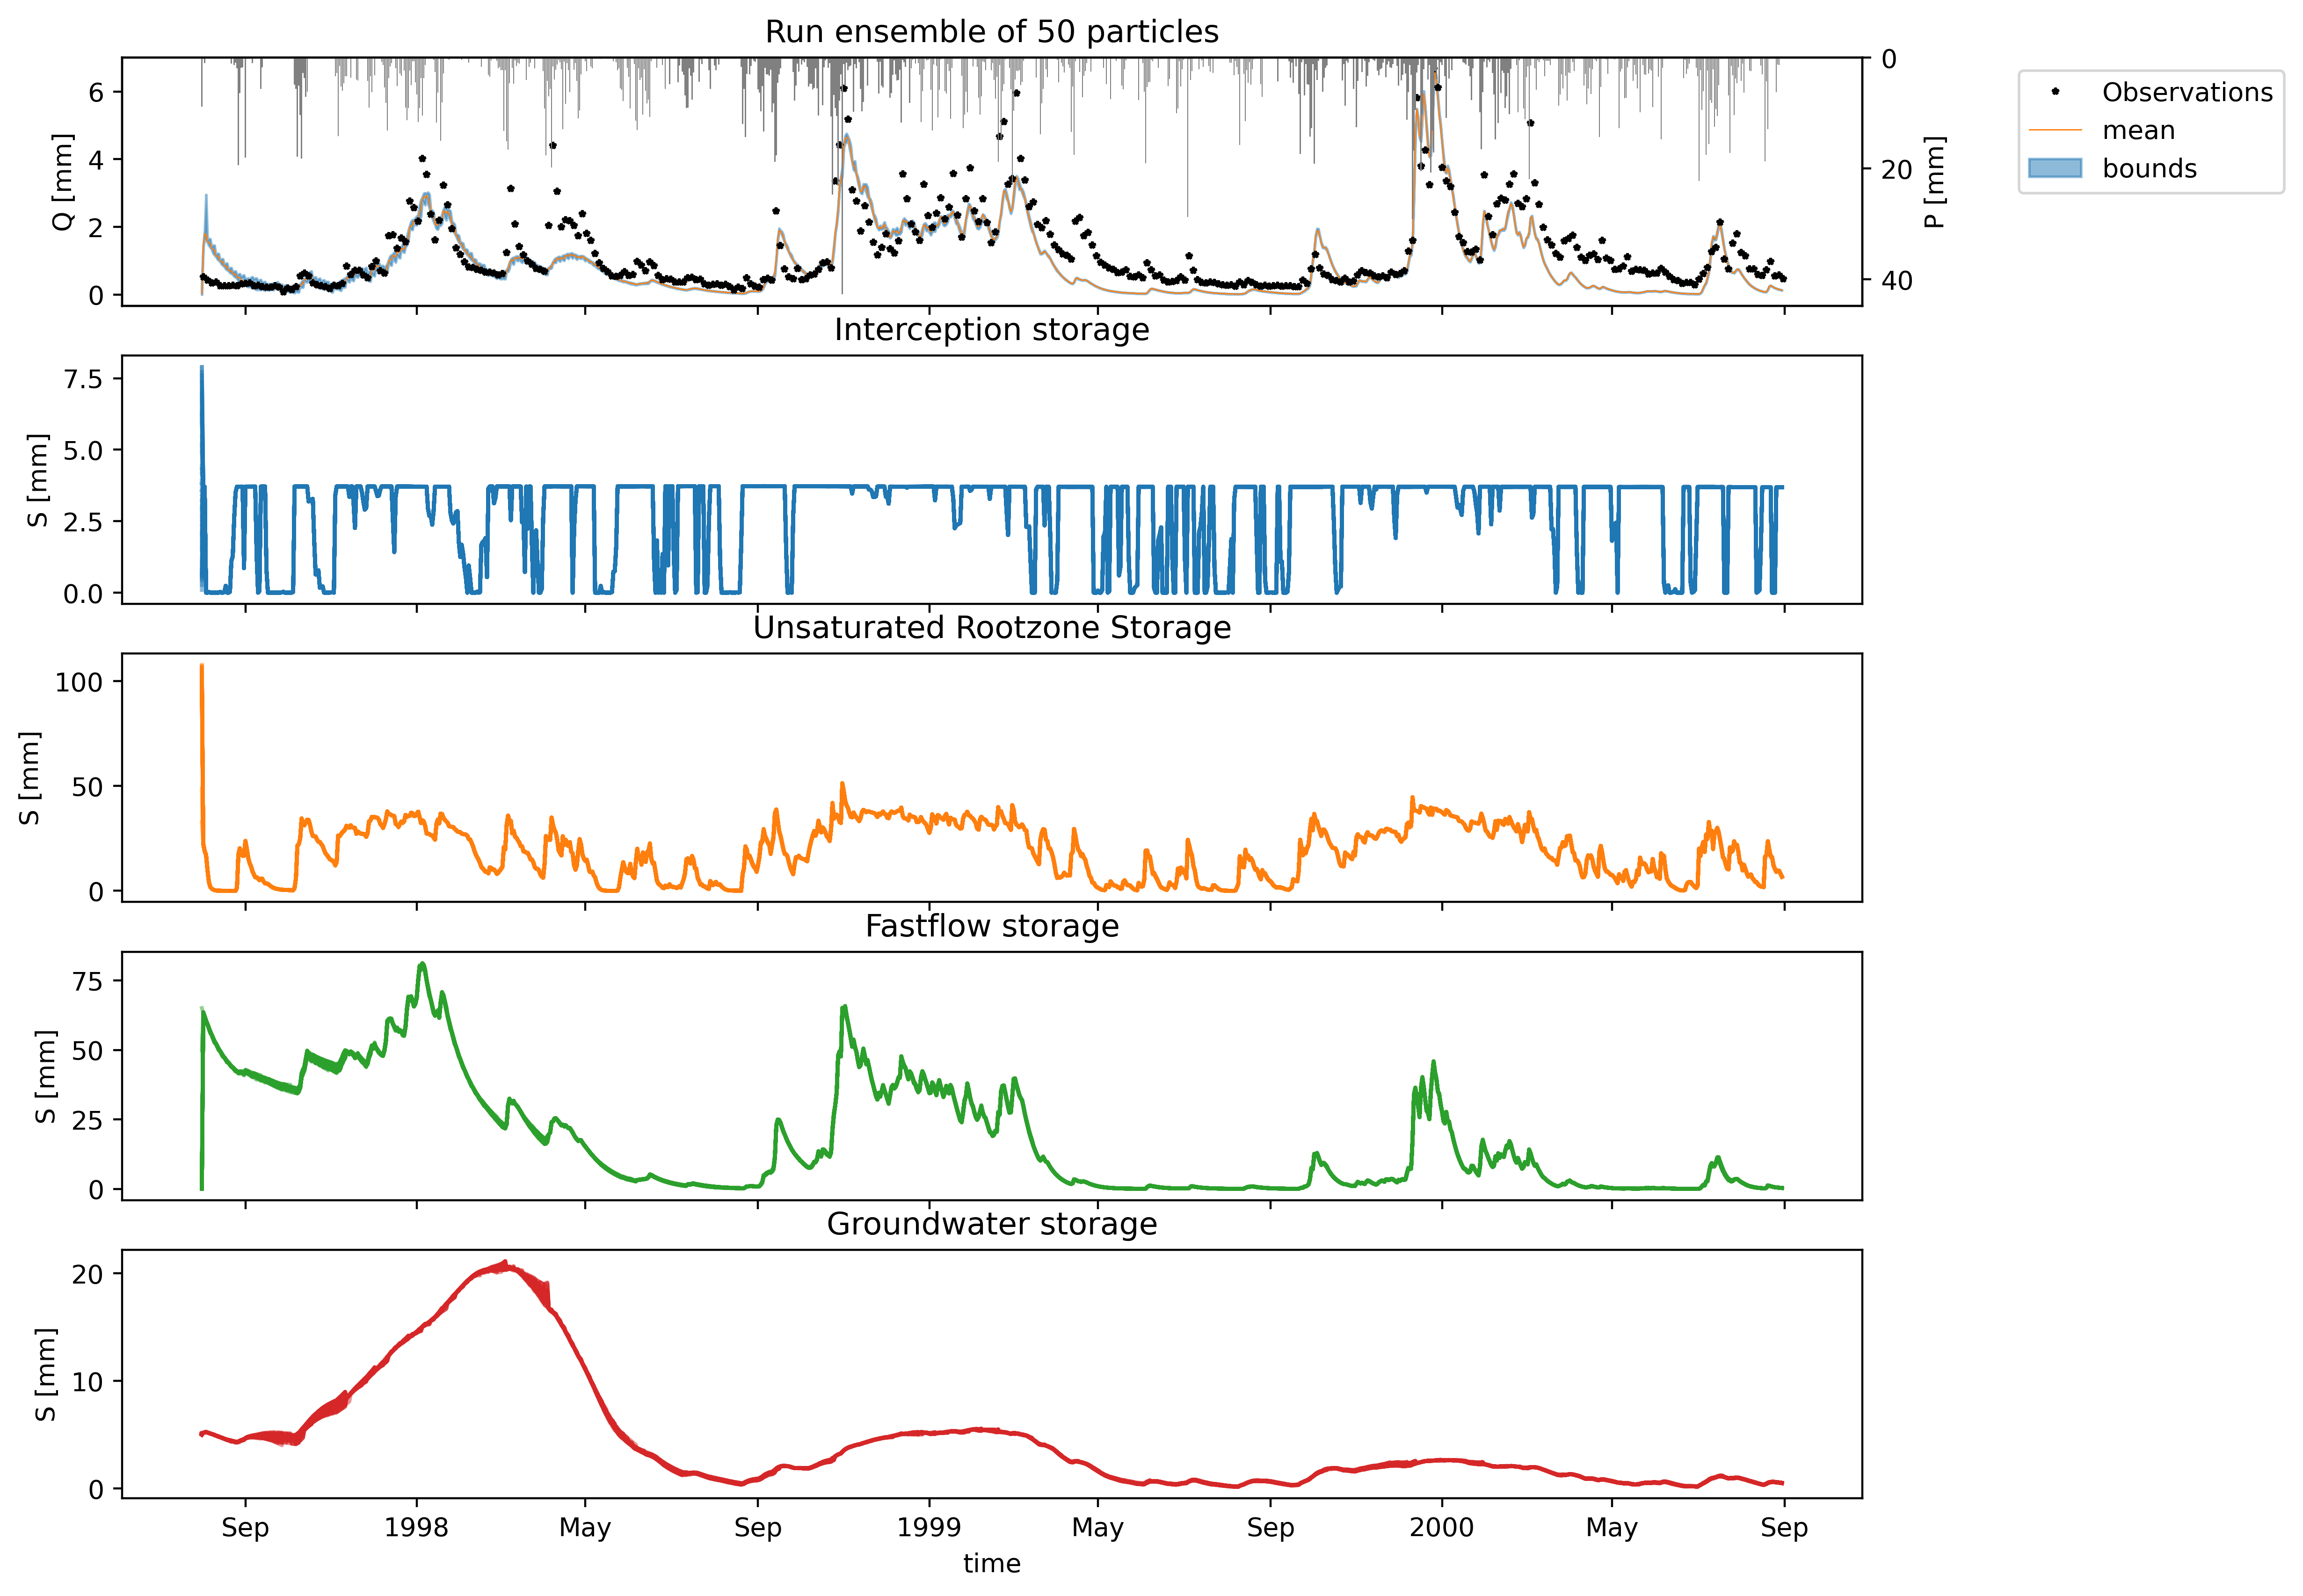 Run ensemble of 50 particles
Q [mm]
6
4
2
0
P [mm]
0
20
40
Observations
mean
bounds
Interception storage
S [mm]
7.5
5.0
2.5
0.0
Unsaturated Rootzone Storage
S [mm]
100
50
0
Fastflow storage
S [mm]
75
50
25
0
Groundwater storage
S [mm]
20
10
0
Sep 1998 May Sep 1999 May Sep 2000 May Sep
time